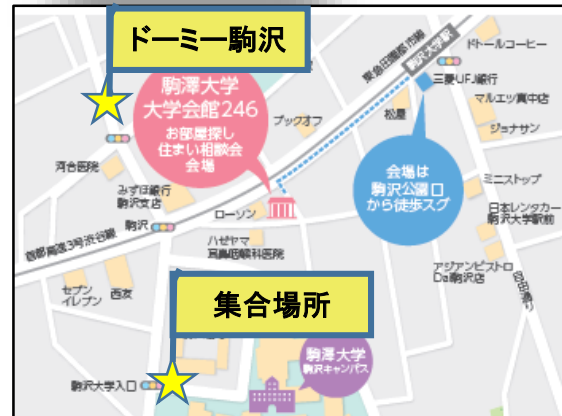 ドーミー駒沢
駒澤大学
大学会館246
お部屋探し
住まい相談会
会場
東急田園都市線
駒沢大学駅
ドトールコーヒー
三菱UFJ銀行
マルエツ真中店
ジョナサン
ブックオフ
松屋
河合医院
みずほ銀行
駒沢支店
駒沢
ローソン
会場は
駒沢公園口
から徒歩スグ
ミニストップ
日本レンタカー
駒沢大学駅前
首都高速3号渋谷線
ハゼヤマ
耳鼻咽喉科医院
アジアンビストロ
Dai駒沢店
セブン
イレブン
西友
集合場所
駒沢大学入口
駒澤大学
駒沢キャンパス